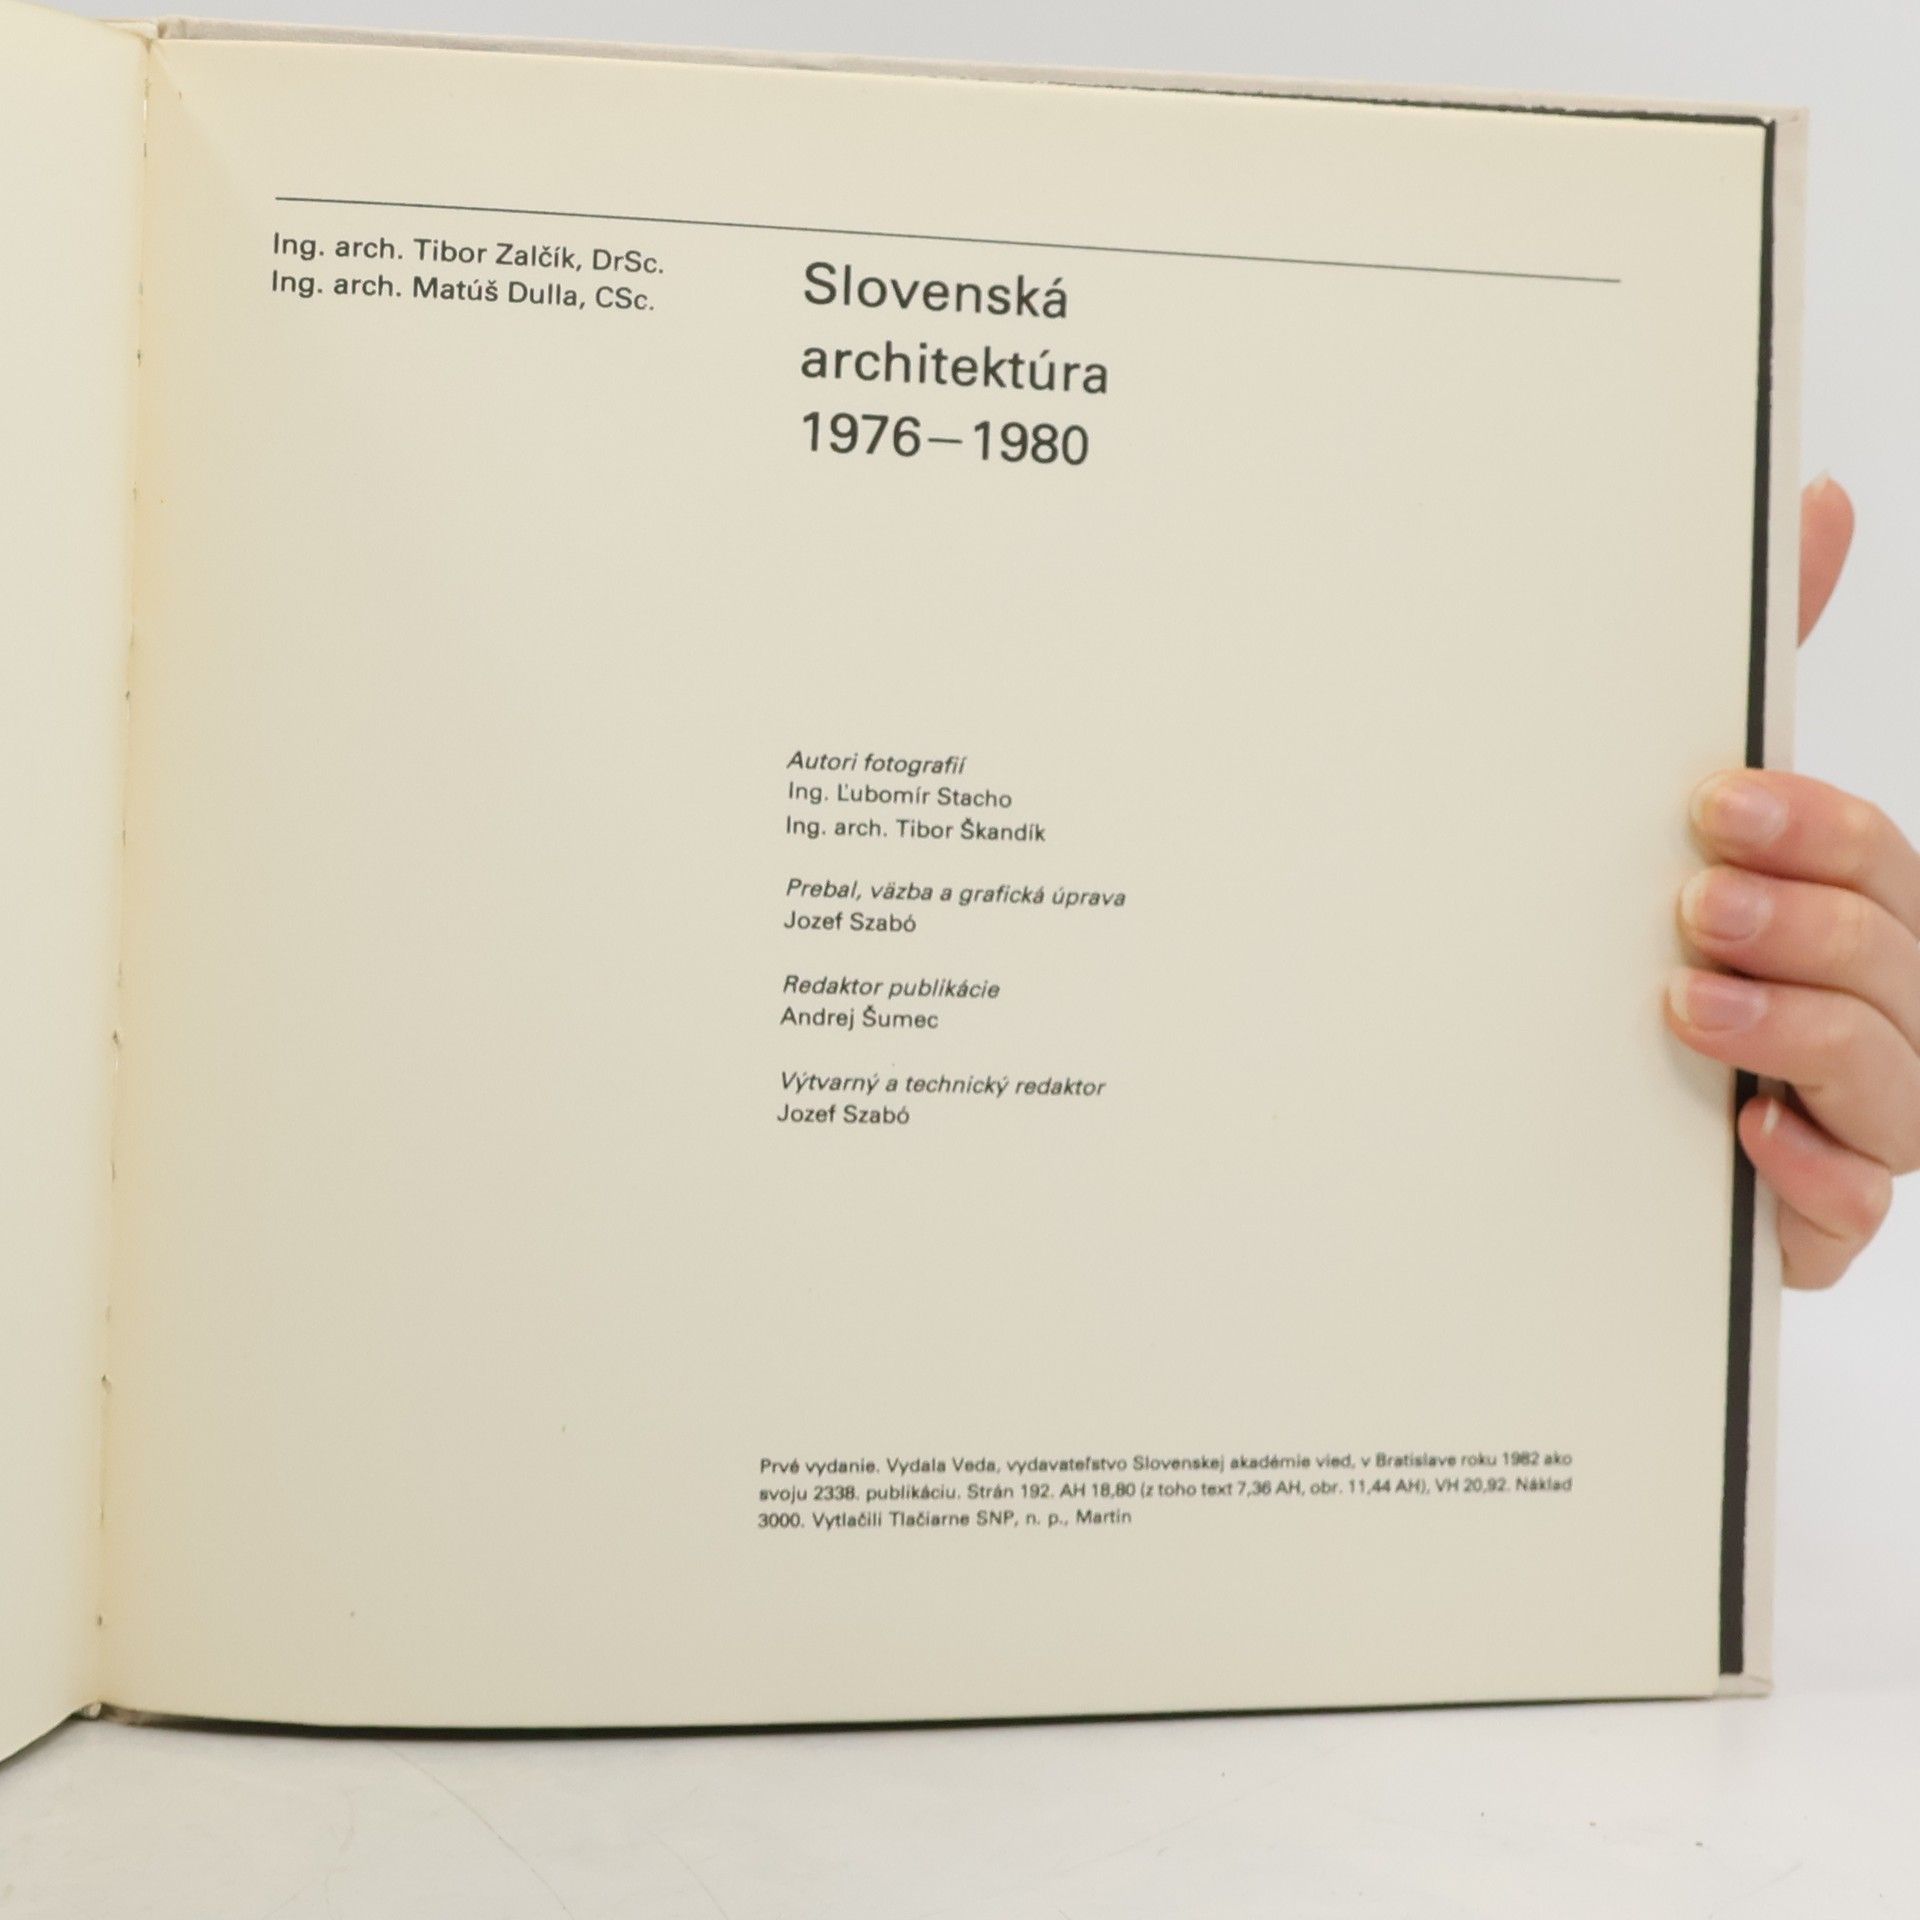 Ing. arch. Tibor Zalčík, DrSc.
Ing. arch. Matúš Dulla, CSc.
Slovenská
architektúra
1976–1980
Autori fotografií
Ing. Ľubomír Stacho
Ing. arch. Tibor Škandík
Prebal, väzba a grafická úprava
Jozef Szabó
Redaktor publikácie
Andrej Šumec
Výtvarný a technický redaktor
Jozef Szabó
Prvé vydanie. Vydala Veda, vydavateľstvo Slovenskej akadémie vied, v Bratislave roku 1982 ako
svoju 2338. publikáciu. Strán 192. AH 18,80 (z toho text 7,36 AH, obr. 11,44 AH), VH 20,92. Náklad
3000. Vytlačili Tlačiarne SNP, n. p., Martin